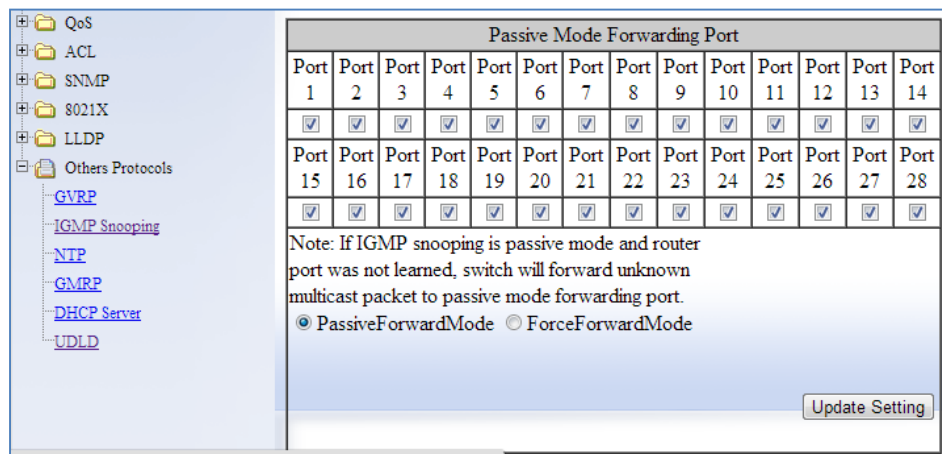 QoS
ACL
SNMP
8021X
LLDP
Others Protocols
GVRP
IGMP Snooping
NTP
GMRP
DHCP Server
UDLD
Passive Mode Forwarding Port
Port 1 Port 2 Port 3 Port 4 Port 5 Port 6 Port 7 Port 8 Port 9 Port 10 Port 11 Port 12 Port 13 Port 14
Port 15 Port 16 Port 17 Port 18 Port 19 Port 20 Port 21 Port 22 Port 23 Port 24 Port 25 Port 26 Port 27 Port 28
Note: If IGMP snooping is passive mode and router
port was not learned, switch will forward unknown
multicast packet to passive mode forwarding port.
PassiveForwardMode ForceForwardMode
Update Setting